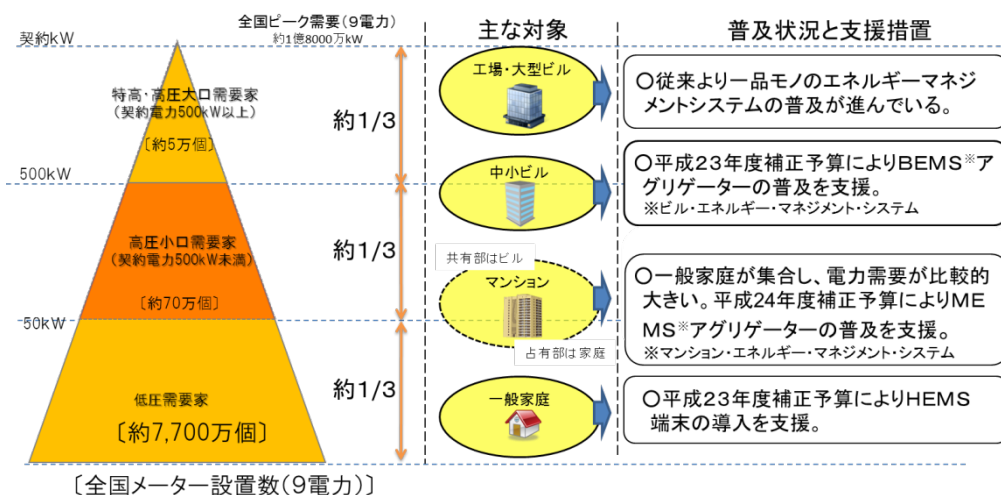 全国ピーク需要(9電力)
約1億8000万kW
契約kW
特高・高圧大口需要家
(契約電力500kW以上)
〔約5万個〕
500kW
高圧小口需要家
(契約電力500kW未満)
〔約70万個〕
50kW
低圧需要家
〔約7,700万個〕
〔全国メーター設置数(9電力)〕
約1/3
約1/3
約1/3
主な対象
工場・大型ビル
中小ビル
共有部はビル
マンション
占有部は家庭
一般家庭
普及状況と支援措置
○従来より一品モノのエネルギーマネジ
メントシステムの普及が進んでいる。
○平成23年度補正予算によりBEMS※ア
グリゲーターの普及を支援。
※ビル・エネルギー・マネジメント・システム
○一般家庭が集合し、電力需要が比較的
大きい。平成24年度補正予算によりME
MS※アグリゲーターの普及を支援。
※マンション・エネルギー・マネジメント・システム
○平成23年度補正予算によりHEMS
端末の導入を支援。